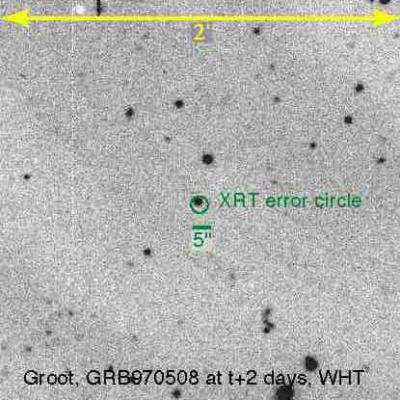 2'
XRT error circle
5"
Groot, GRB970508 at t+2 days, WHT